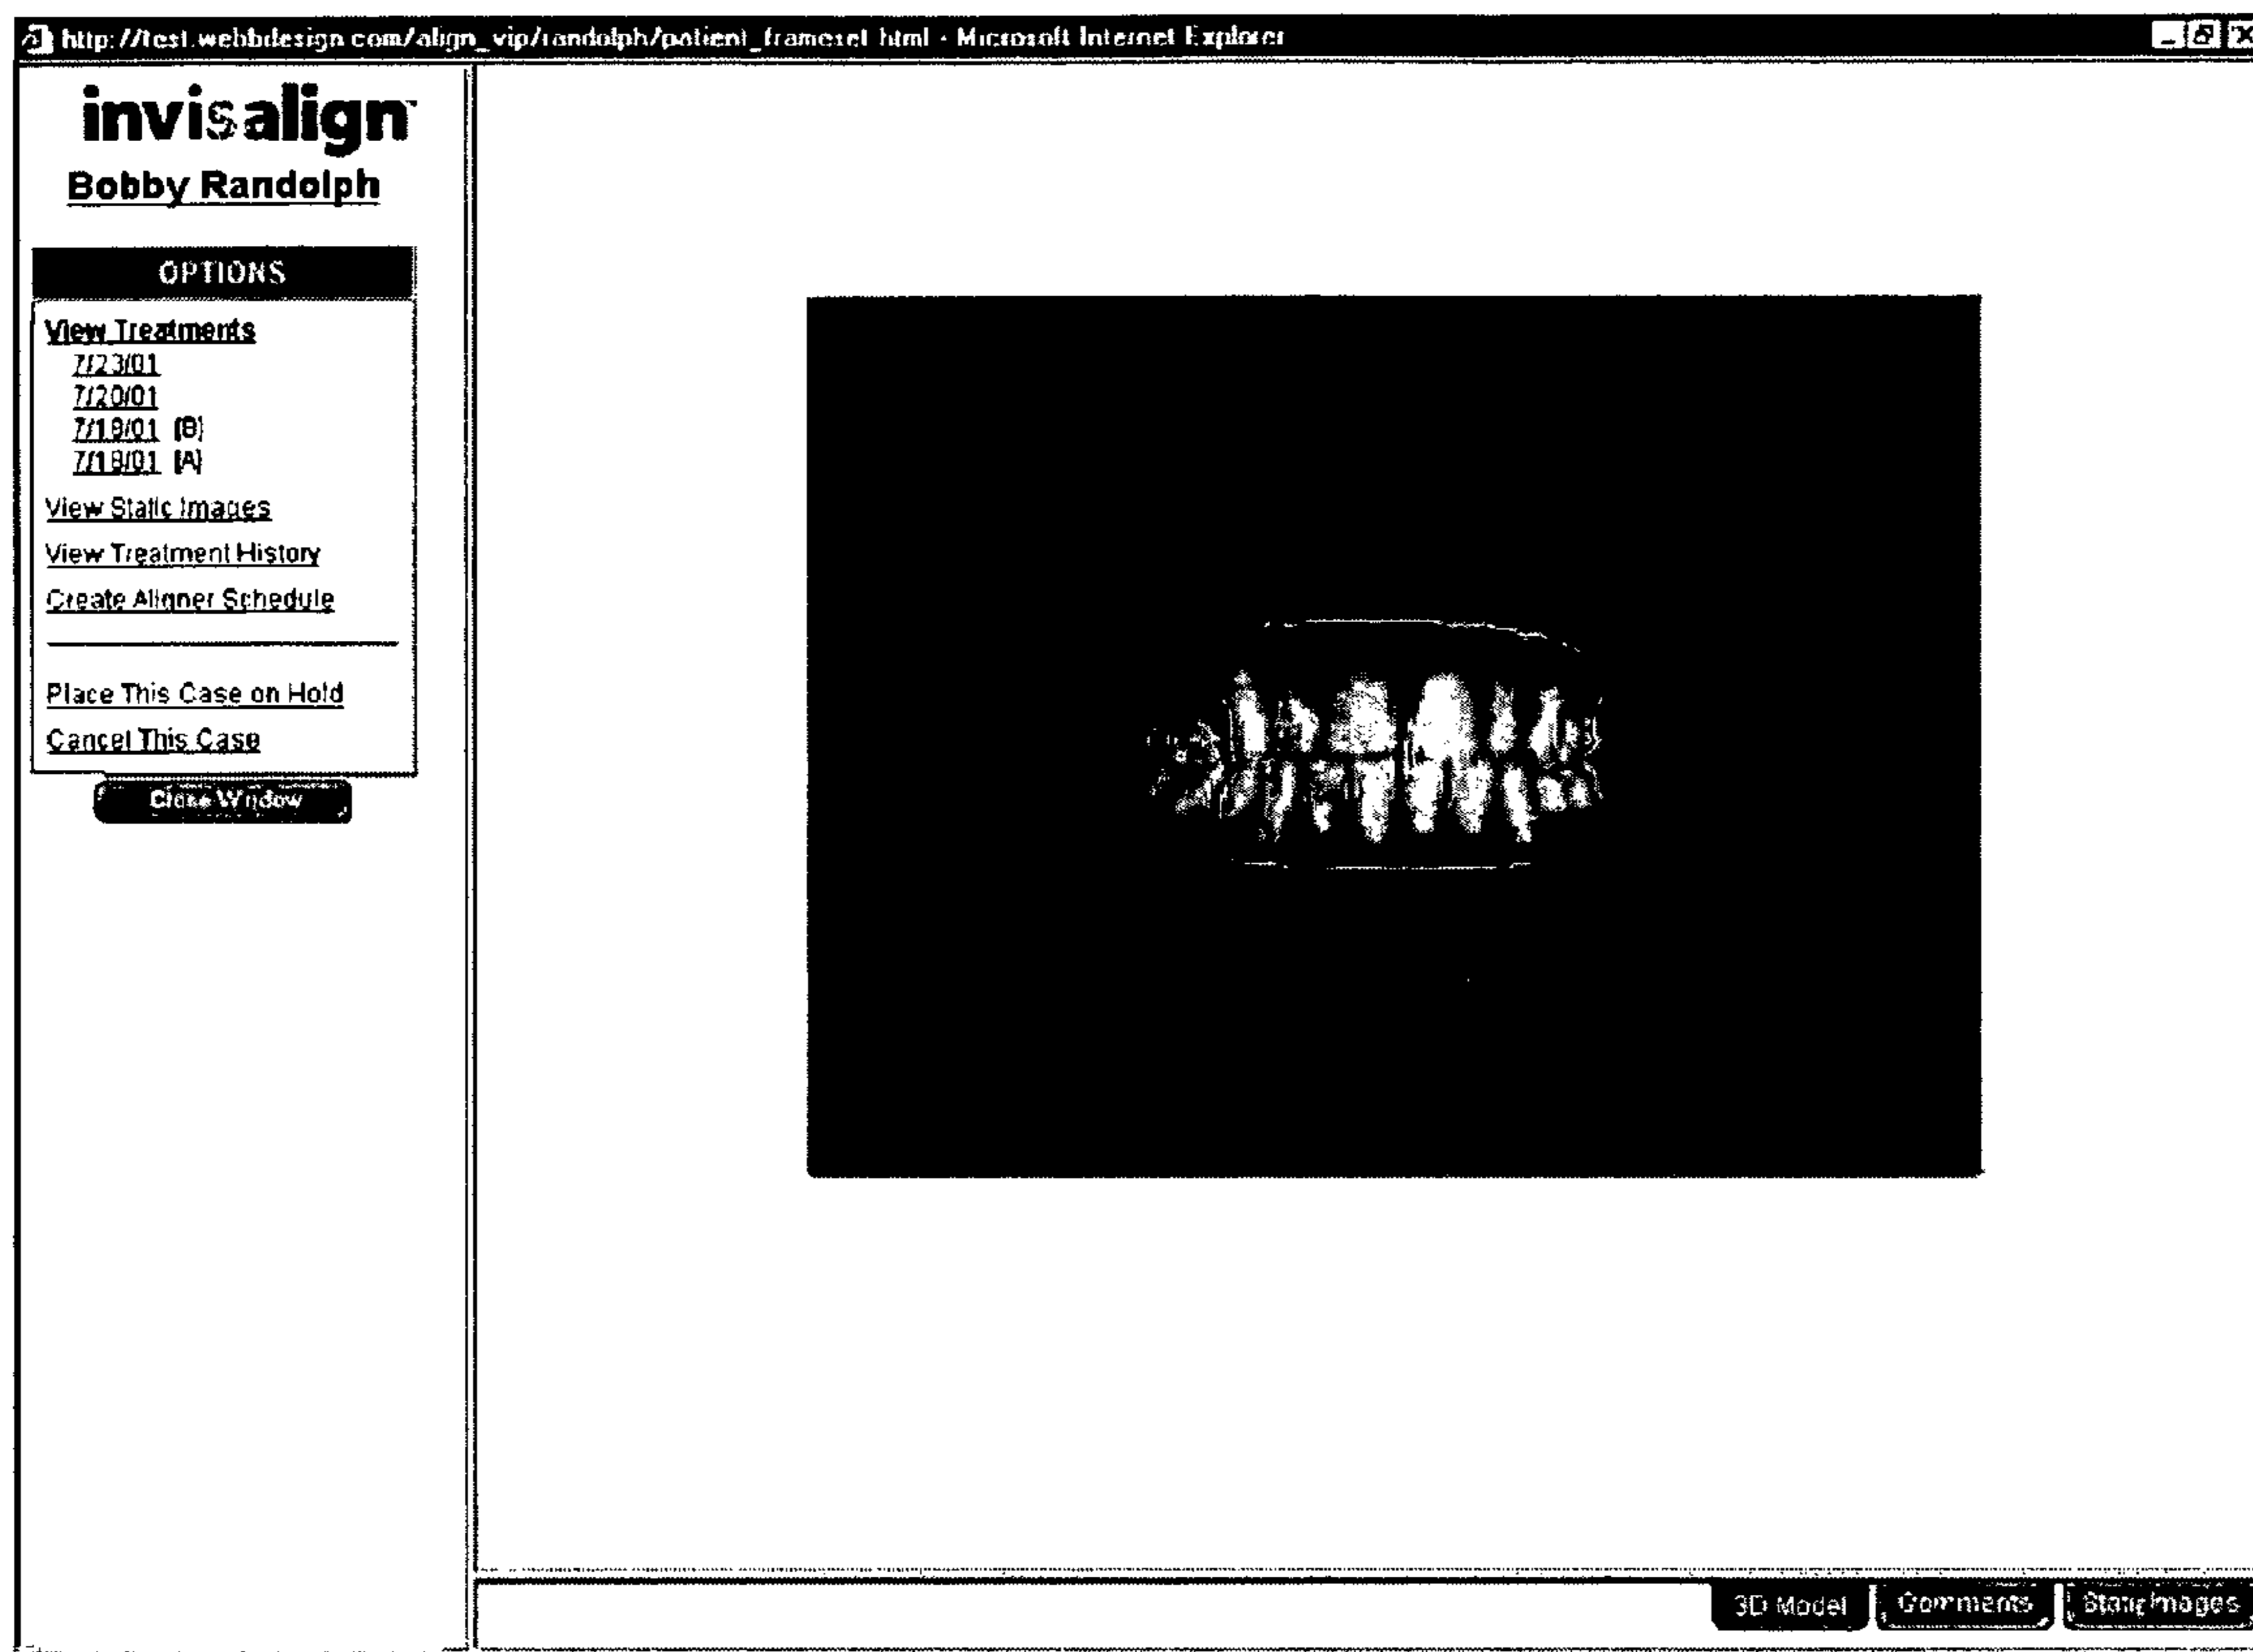 http://test.webbdesign.com/align_vip/randolph/patient_frameset.html - Microsoft Internet Explorer
invisalign™
Bobby Randolph
OPTIONS
View Treatments
7/23/01
7/20/01
7/18/01 (B)
7/18/01 (A)
View Static Images
View Treatment History
Create Aligner Schedule
Place This Case on Hold
Cancel This Case
Close Window
3D Model
Comments
Static Images